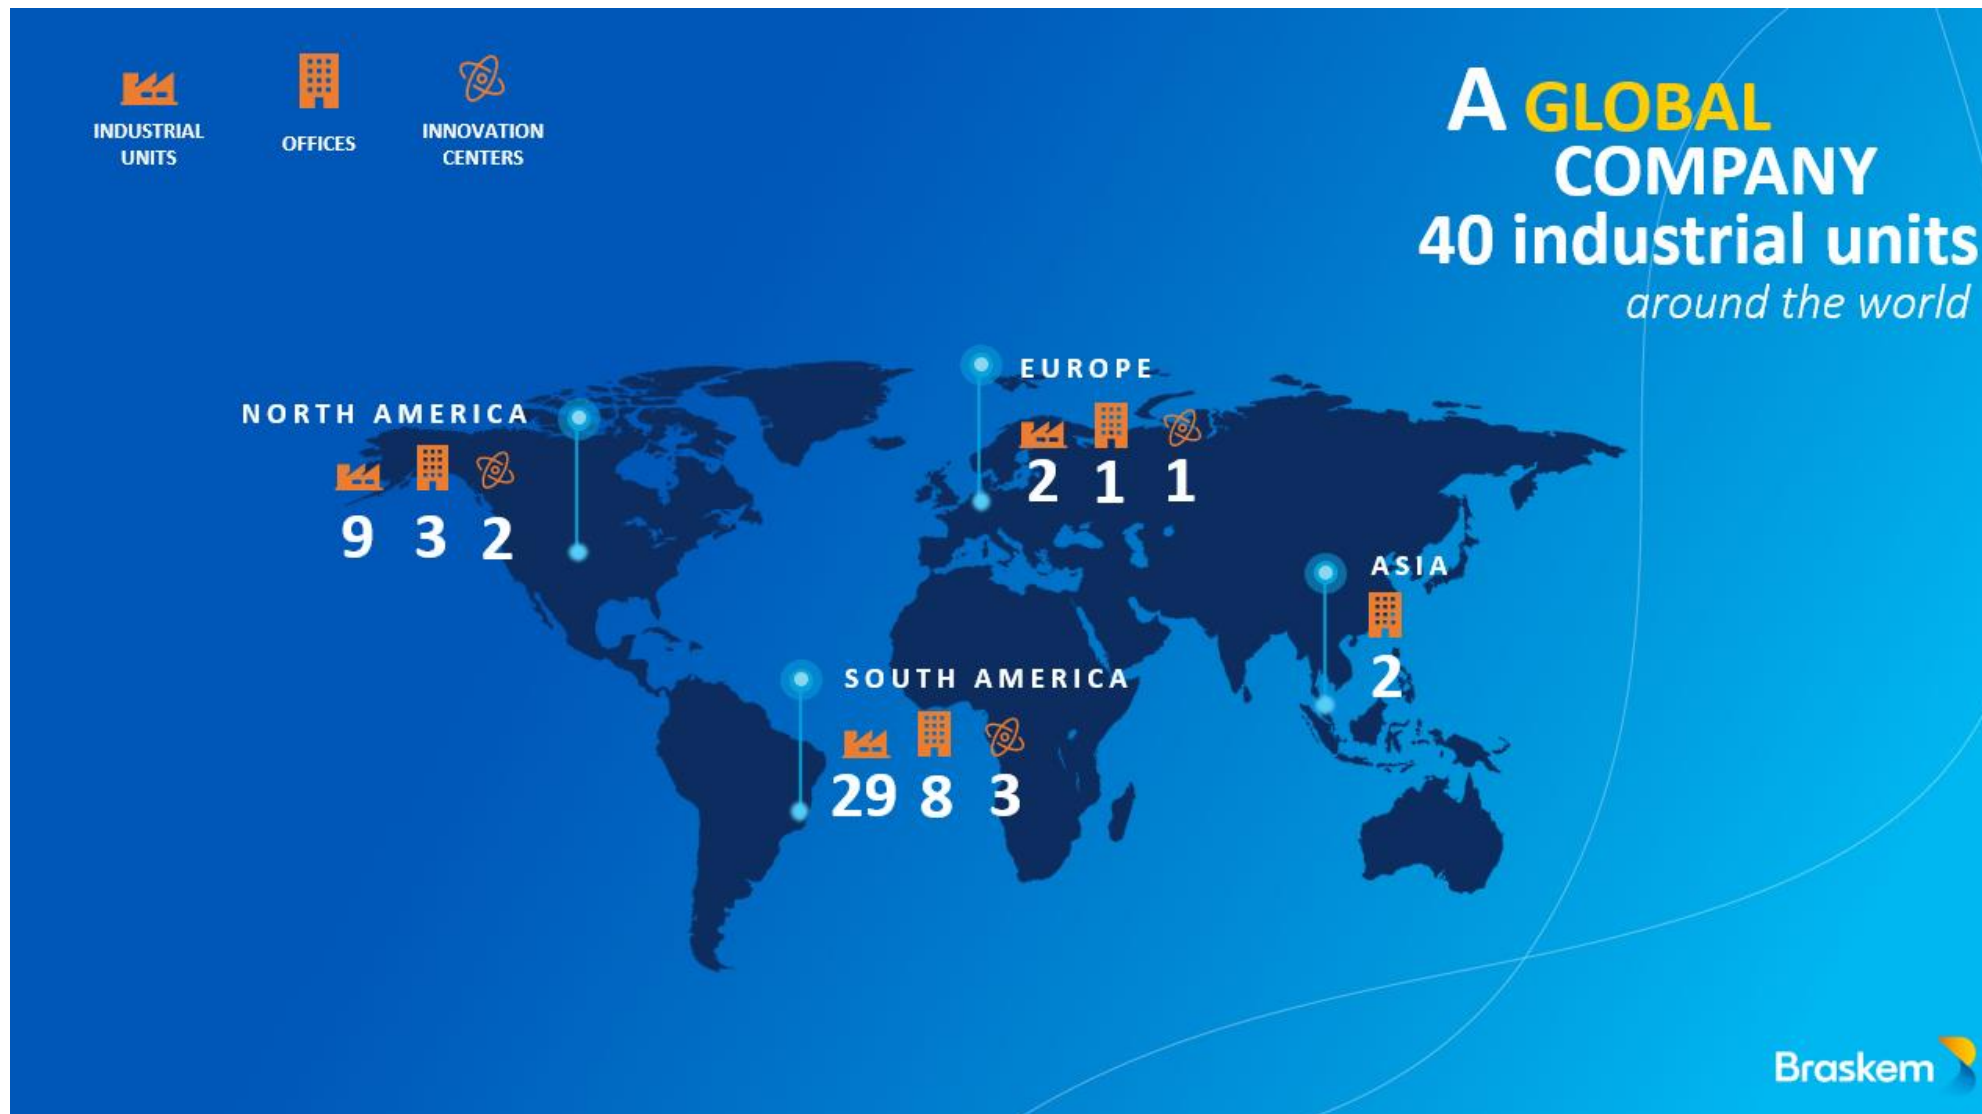 INDUSTRIAL
UNITS
OFFICES
INNOVATION
CENTERS
A GLOBAL
COMPANY
40 industrial units
around the world
NORTH AMERICA
9 3 2
EUROPE
2 1 1
ASIA
2
SOUTH AMERICA
29 8 3
Braskem